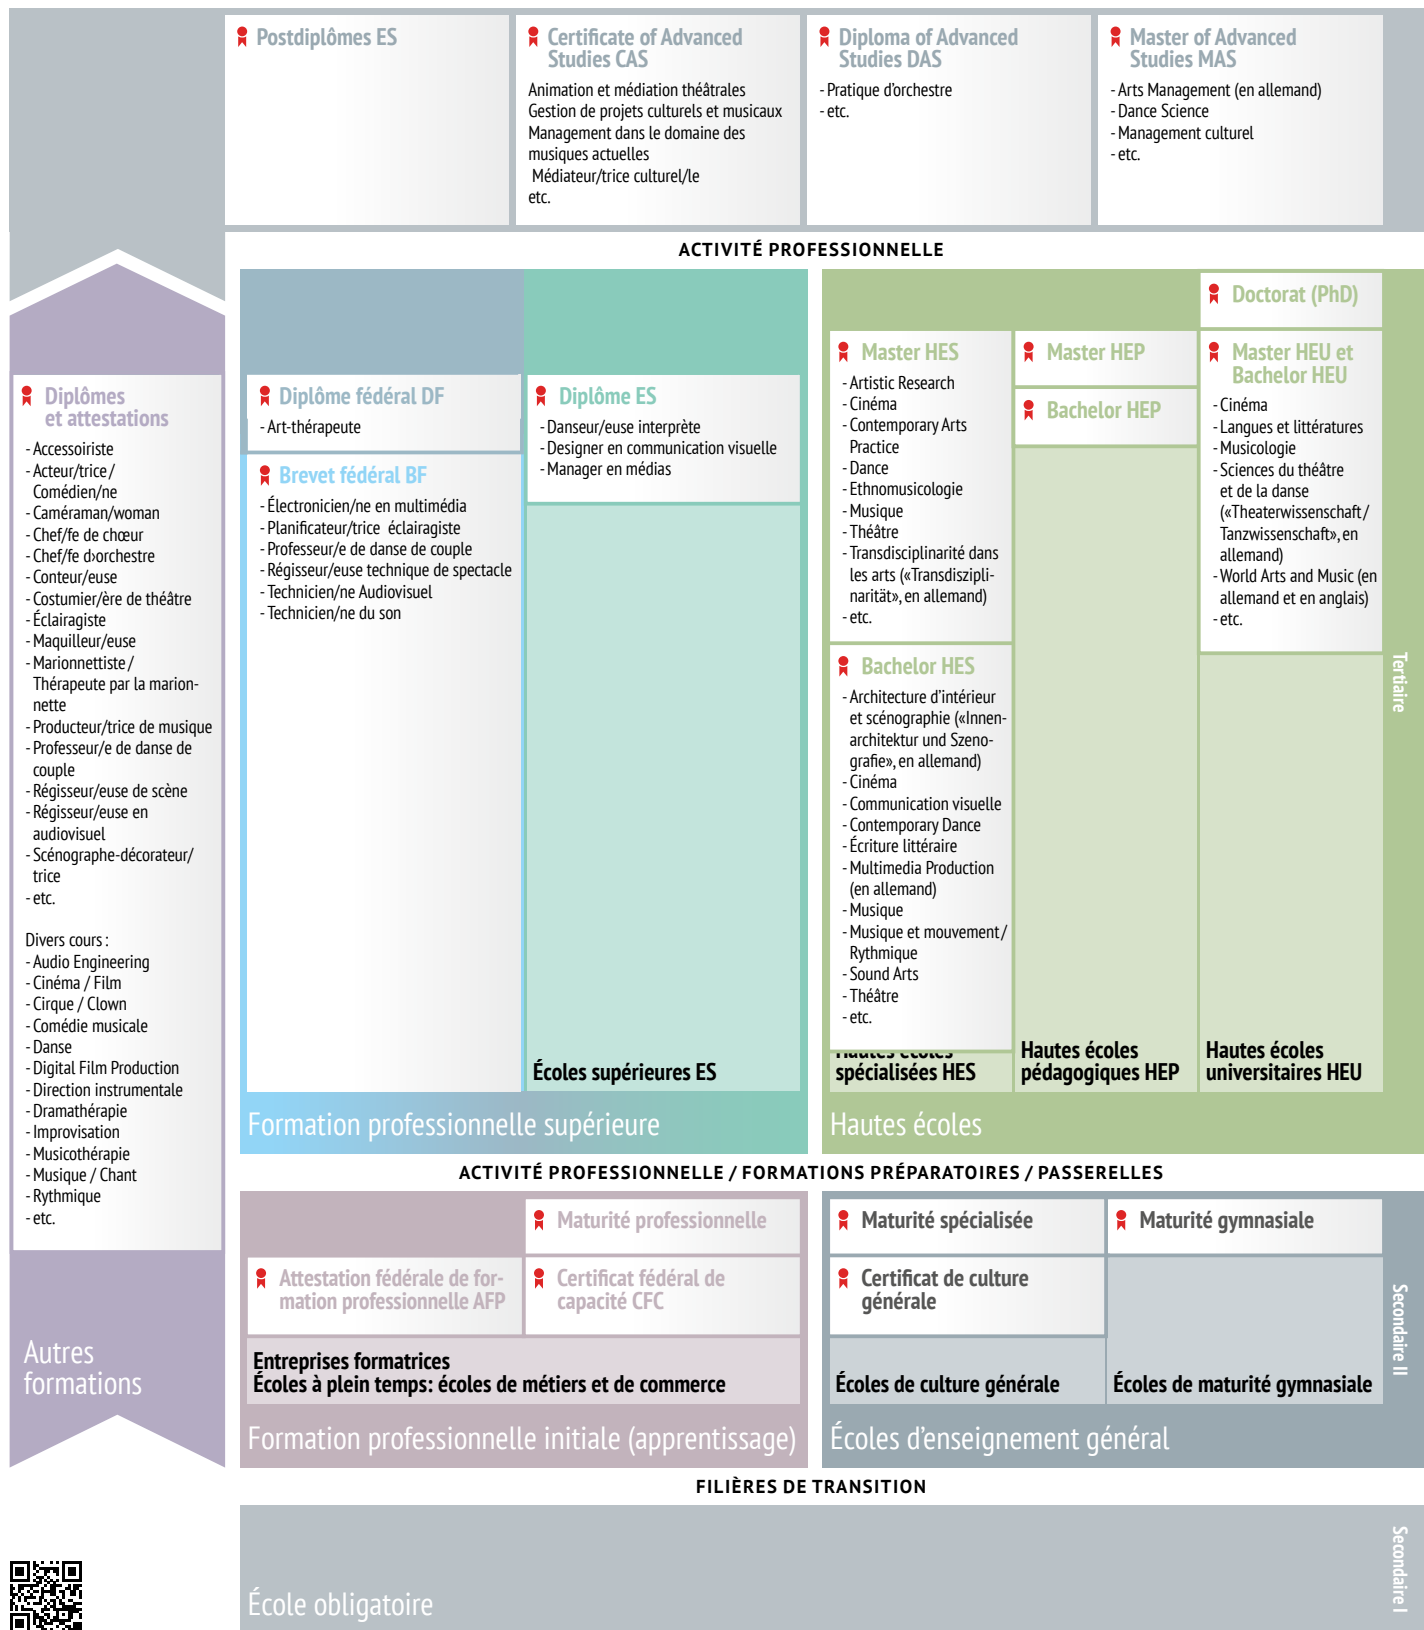 Postdiplômes ES
Certificate of Advanced
Studies CAS
Animation et médiation théâtrales
Gestion de projets culturels et musicaux
Management dans le domaine des
musiques actuelles
Médiateur/trice culturel/le
etc.
Diploma of Advanced
Studies DAS
- Pratique d’orchestre
- etc.
Master of Advanced
Studies MAS
- Arts Management (en allemand)
- Dance Science
- Management culturel
- etc.
ACTIVITÉ PROFESSIONNELLE
Diplômes
et attestations
- Accessoiriste
- Acteur/trice /
Comédien/ne
- Caméraman/woman
- Chef/fe de chœur
- Chef/fe d›orchestre
- Conteur/euse
- Costumier/ère de théâtre
- Éclairagiste
- Maquilleur/euse
- Marionnettiste /
Thérapeute par la marion-
nette
- Producteur/trice de musique
- Professeur/e de danse de
couple
- Régisseur/euse de scène
- Régisseur/euse en
audiovisuel
- Scénographe-décorateur/
trice
- etc.
Divers cours :
- Audio Engineering
- Cinéma / Film
- Cirque / Clown
- Comédie musicale
- Danse
- Digital Film Production
- Direction instrumentale
- Dramathérapie
- Improvisation
- Musicothérapie
- Musique / Chant
- Rythmique
- etc.
Autres
formations
Diplôme fédéral DF
- Art-thérapeute
Brevet fédéral BF
- Électronicien/ne en multimédia
- Planificateur/trice éclairagiste
- Professeur/e de danse de couple
- Régisseur/euse technique de spectacle
- Technicien/ne Audiovisuel
- Technicien/ne du son
Diplôme ES
- Danseur/euse interprète
- Designer en communication visuelle
- Manager en médias
Écoles supérieures ES
Formation professionnelle supérieure
Master HES
- Artistic Research
- Cinéma
- Contemporary Arts
Practice
- Dance
- Ethnomusicologie
- Musique
- Théâtre
- Transdisciplinarité dans
les arts («Transdiszipli-
narität», en allemand)
- etc.
Bachelor HES
- Architecture d’intérieur
et scénographie («Innen-
architektur und Szeno-
grafie», en allemand)
- Cinéma
- Communication visuelle
- Contemporary Dance
- Écriture littéraire
- Multimedia Production
(en allemand)
- Musique
- Musique et mouvement /
Rythmique
- Sound Arts
- Théâtre
- etc.
Hautes écoles
spécialisées HES
Master HEP
Bachelor HEP
Hautes écoles
pédagogiques HEP
Doctorat (PhD)
Master HEU et
Bachelor HEU
- Cinéma
- Langues et littératures
- Musicologie
- Sciences du théâtre
et de la danse
(«Theaterwissenschaft /
Tanzwissenschaft», en
allemand)
- World Arts and Music (en
allemand et en anglais)
- etc.
Hautes écoles
universitaires HEU
Hautes écoles
Tertiaire
ACTIVITÉ PROFESSIONNELLE / FORMATIONS PRÉPARATOIRES / PASSERELLES
Maturité professionnelle
Attestation fédérale de for-
mation professionnelle AFP
Certificat fédéral de
capacité CFC
Entreprises formatrices
Écoles à plein temps: écoles de métiers et de commerce
Formation professionnelle initiale (apprentissage)
Maturité spécialisée
Certificat de culture
générale
Écoles de culture générale
Maturité gymnasiale
Écoles de maturité gymnasiale
Écoles d’enseignement général
Secondaire II
FILIÈRES DE TRANSITION
École obligatoire
Secondaire I